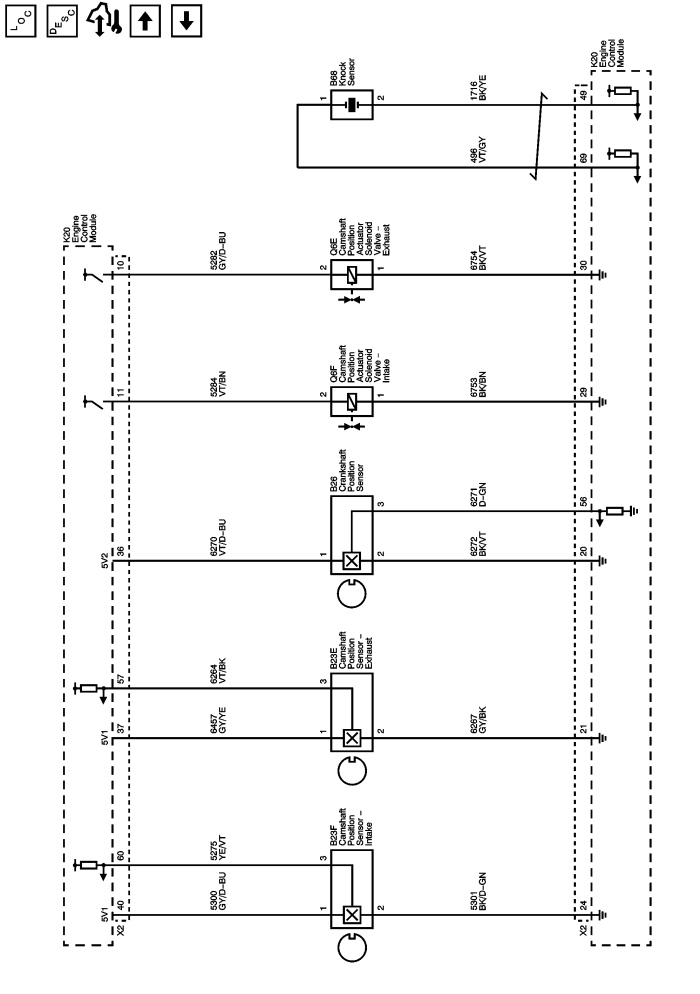 LOC
DESC
K20
Engine
Control
Module
B68
Knock
Sensor
1
2
1716
BK/YE
49
496
VT/GY
69
K20
Engine
Control
Module
10
5282
GY/D-BU
2
Q6E
Camshaft
Position
Actuator
Solenoid
Valve –
Exhaust
1
6754
BK/VT
30
11
5284
VT/BN
2
Q6F
Camshaft
Position
Actuator
Solenoid
Valve –
Intake
1
6753
BK/BN
29
B26
Crankshaft
Position
Sensor
3
6271
D-GN
56
5V2
36
6270
VT/D-BU
1
2
6272
BK/VT
20
57
6264
VT/BK
3
B23E
Camshaft
Position
Sensor –
Exhaust
5V1
37
6457
GY/YE
1
2
6267
GY/BK
21
60
5275
YE/VT
3
B23F
Camshaft
Position
Sensor –
Intake
5V1
40
X2
5300
GY/D-BU
1
2
5301
BK/D-GN
24
X2